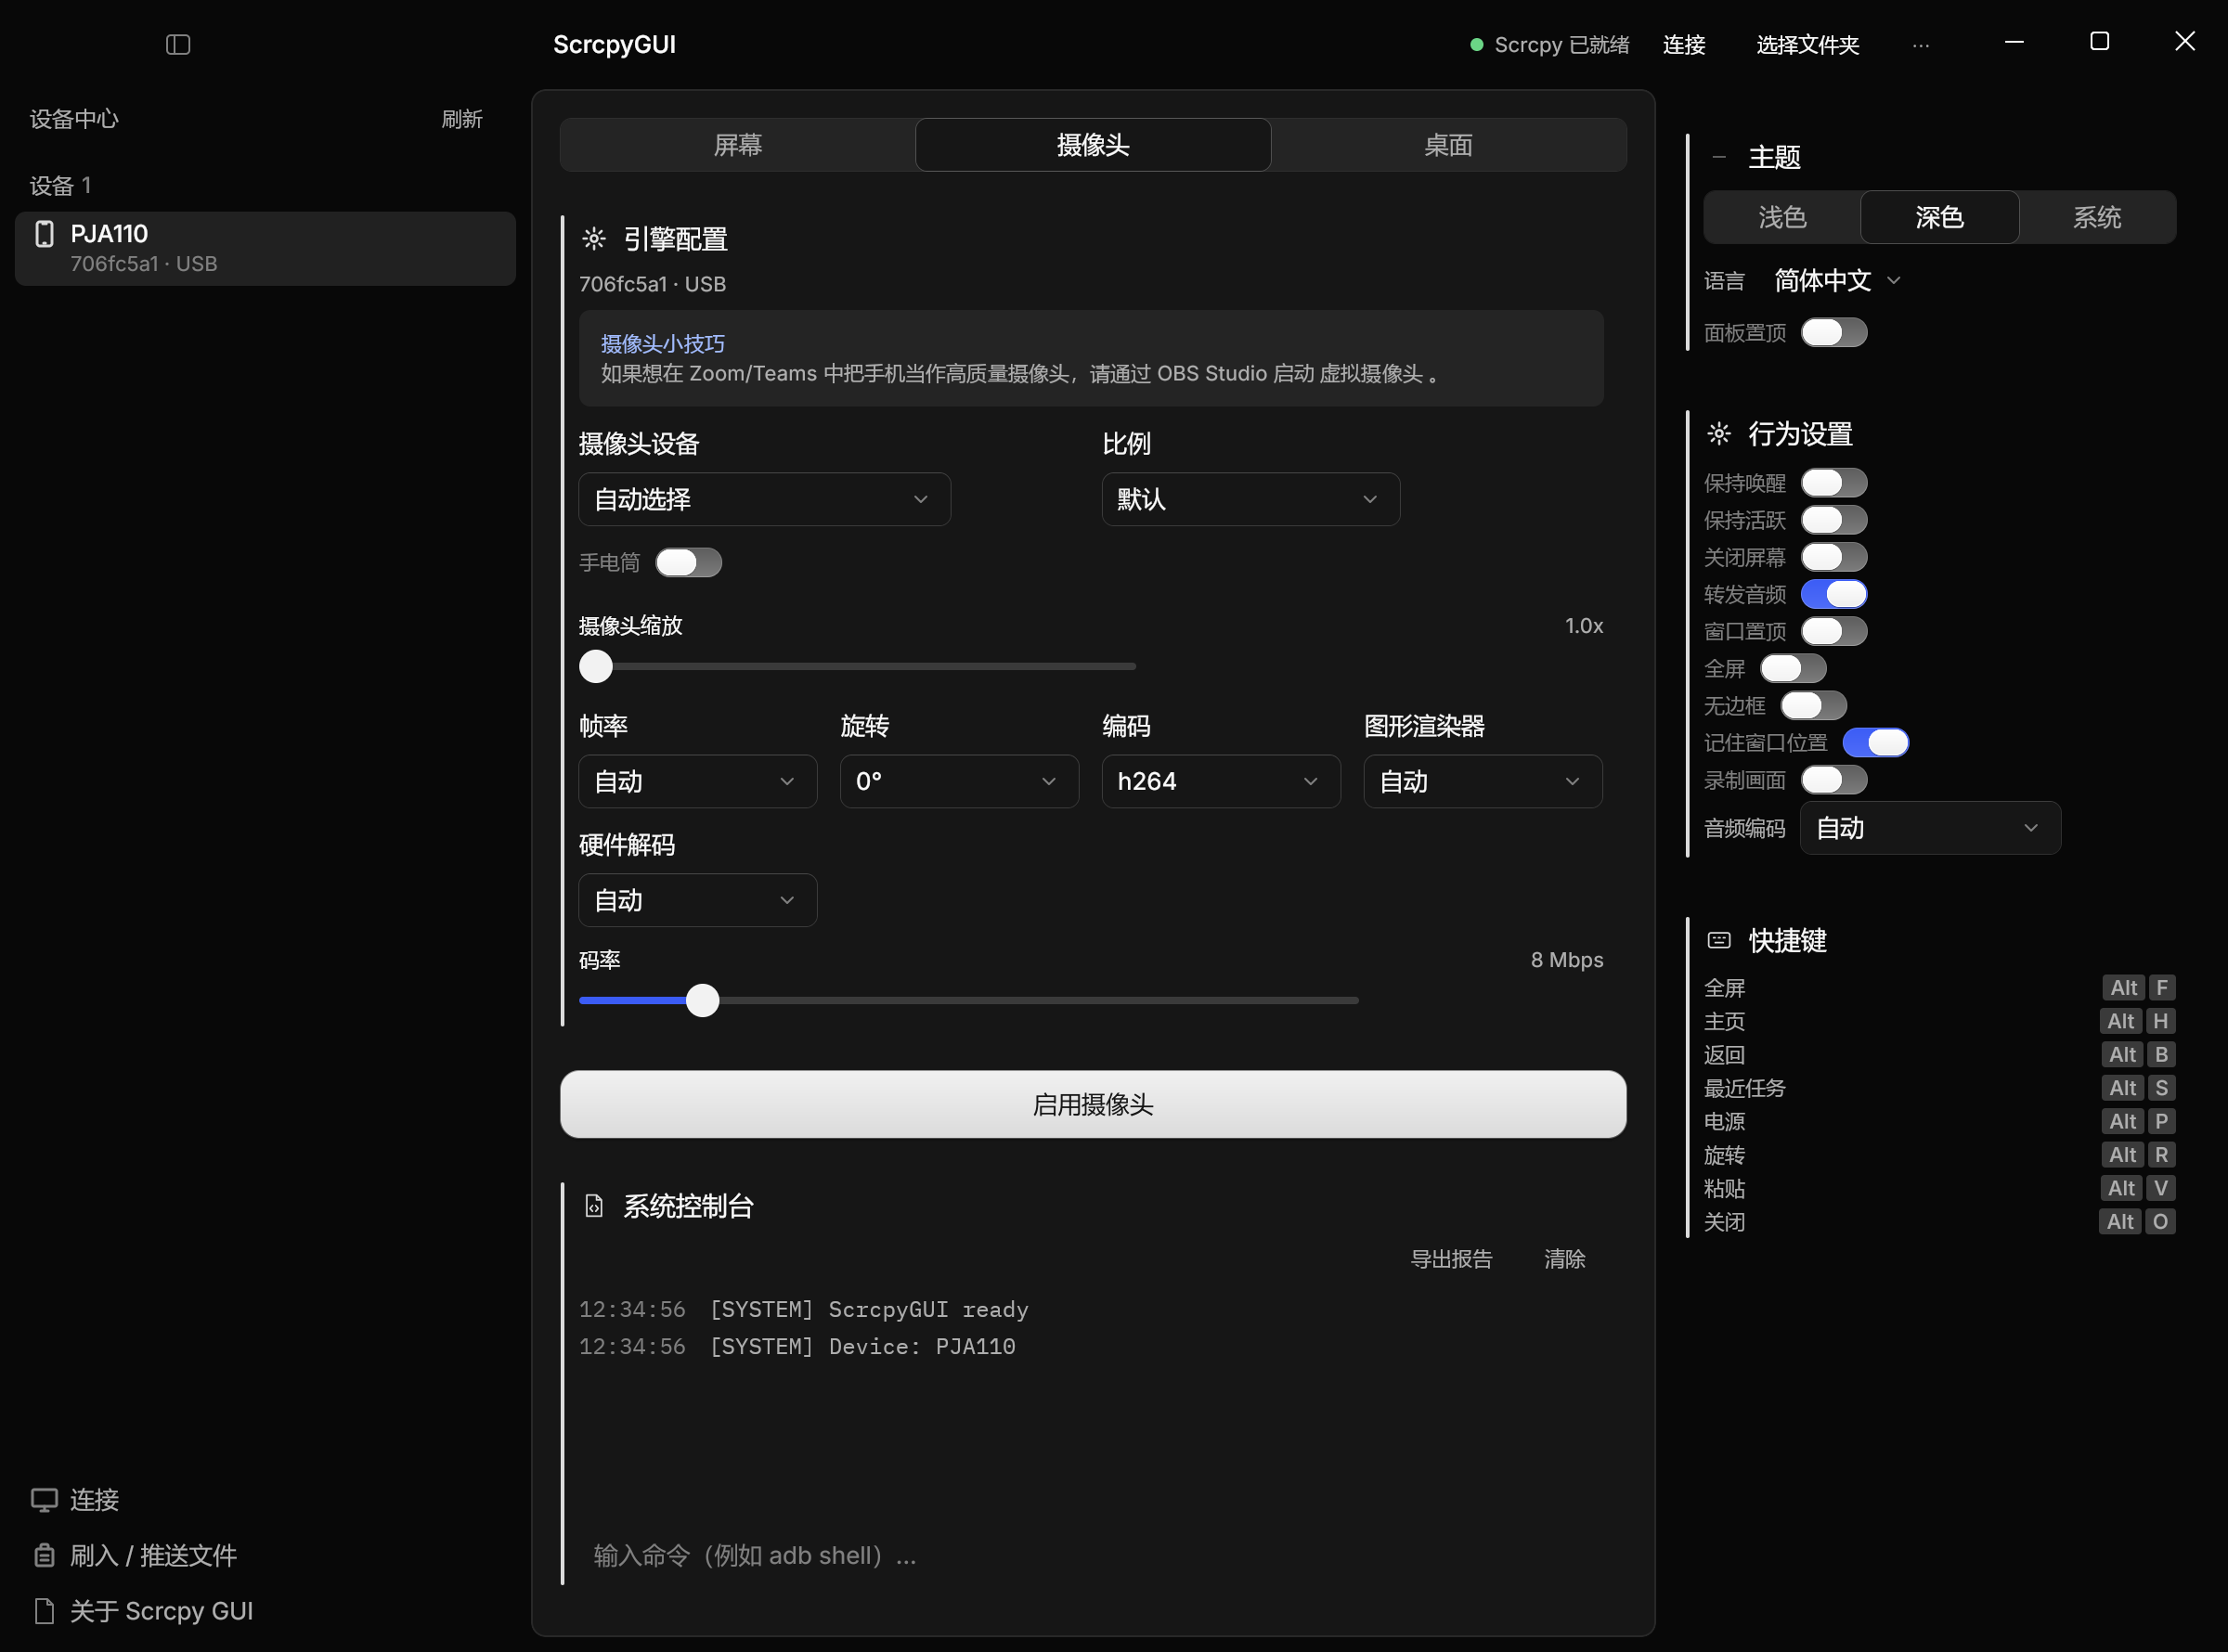 ScrcpyGUI
Scrcpy 已就绪
连接
选择文件夹
...
设备中心
刷新
设备 1
PJA110
706fc5a1 · USB
连接
刷入 / 推送文件
关于 Scrcpy GUI
屏幕
摄像头
桌面
引擎配置
706fc5a1 · USB
摄像头小技巧
如果想在 Zoom/Teams 中把手机当作高质量摄像头，请通过 OBS Studio 启动 虚拟摄像头 。
摄像头设备
比例
自动选择
默认
手电筒
摄像头缩放
1.0x
帧率
旋转
编码
图形渲染器
自动
0°
h264
自动
硬件解码
自动
码率
8 Mbps
启用摄像头
系统控制台
导出报告
清除
12:34:56 [SYSTEM] ScrcpyGUI ready
12:34:56 [SYSTEM] Device: PJA110
输入命令（例如 adb shell）...
主题
浅色
深色
系统
语言
简体中文
面板置顶
行为设置
保持唤醒
保持活跃
关闭屏幕
转发音频
窗口置顶
全屏
无边框
记住窗口位置
录制画面
音频编码
自动
快捷键
全屏 Alt F
主页 Alt H
返回 Alt B
最近任务 Alt S
电源 Alt P
旋转 Alt R
粘贴 Alt V
关闭 Alt O